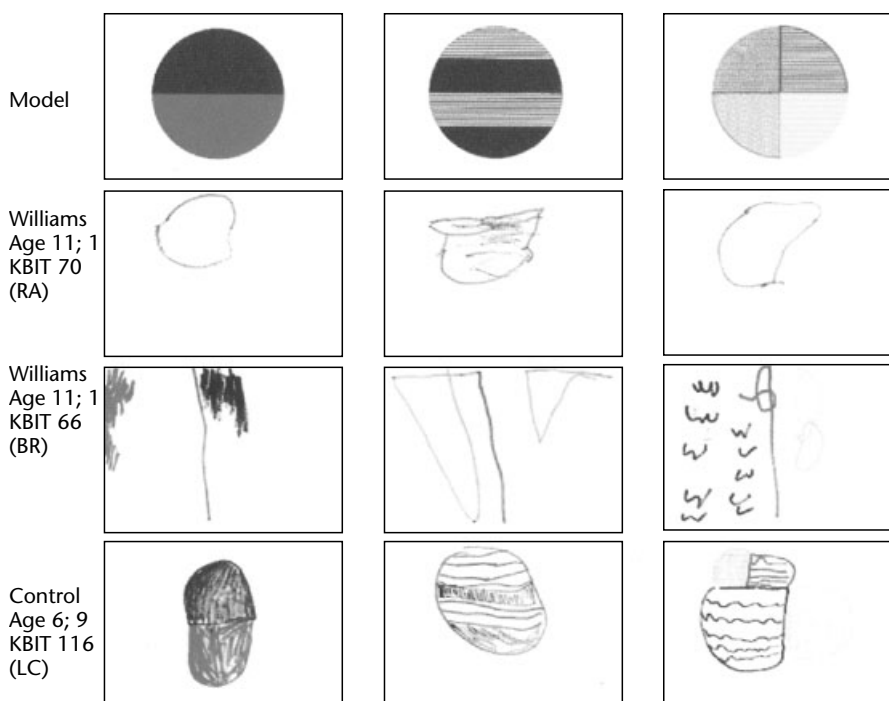 Model
Williams
Age 11; 1
KBIT 70
(RA)
Williams
Age 11; 1
KBIT 66
(BR)
Control
Age 6; 9
KBIT 116
(LC)